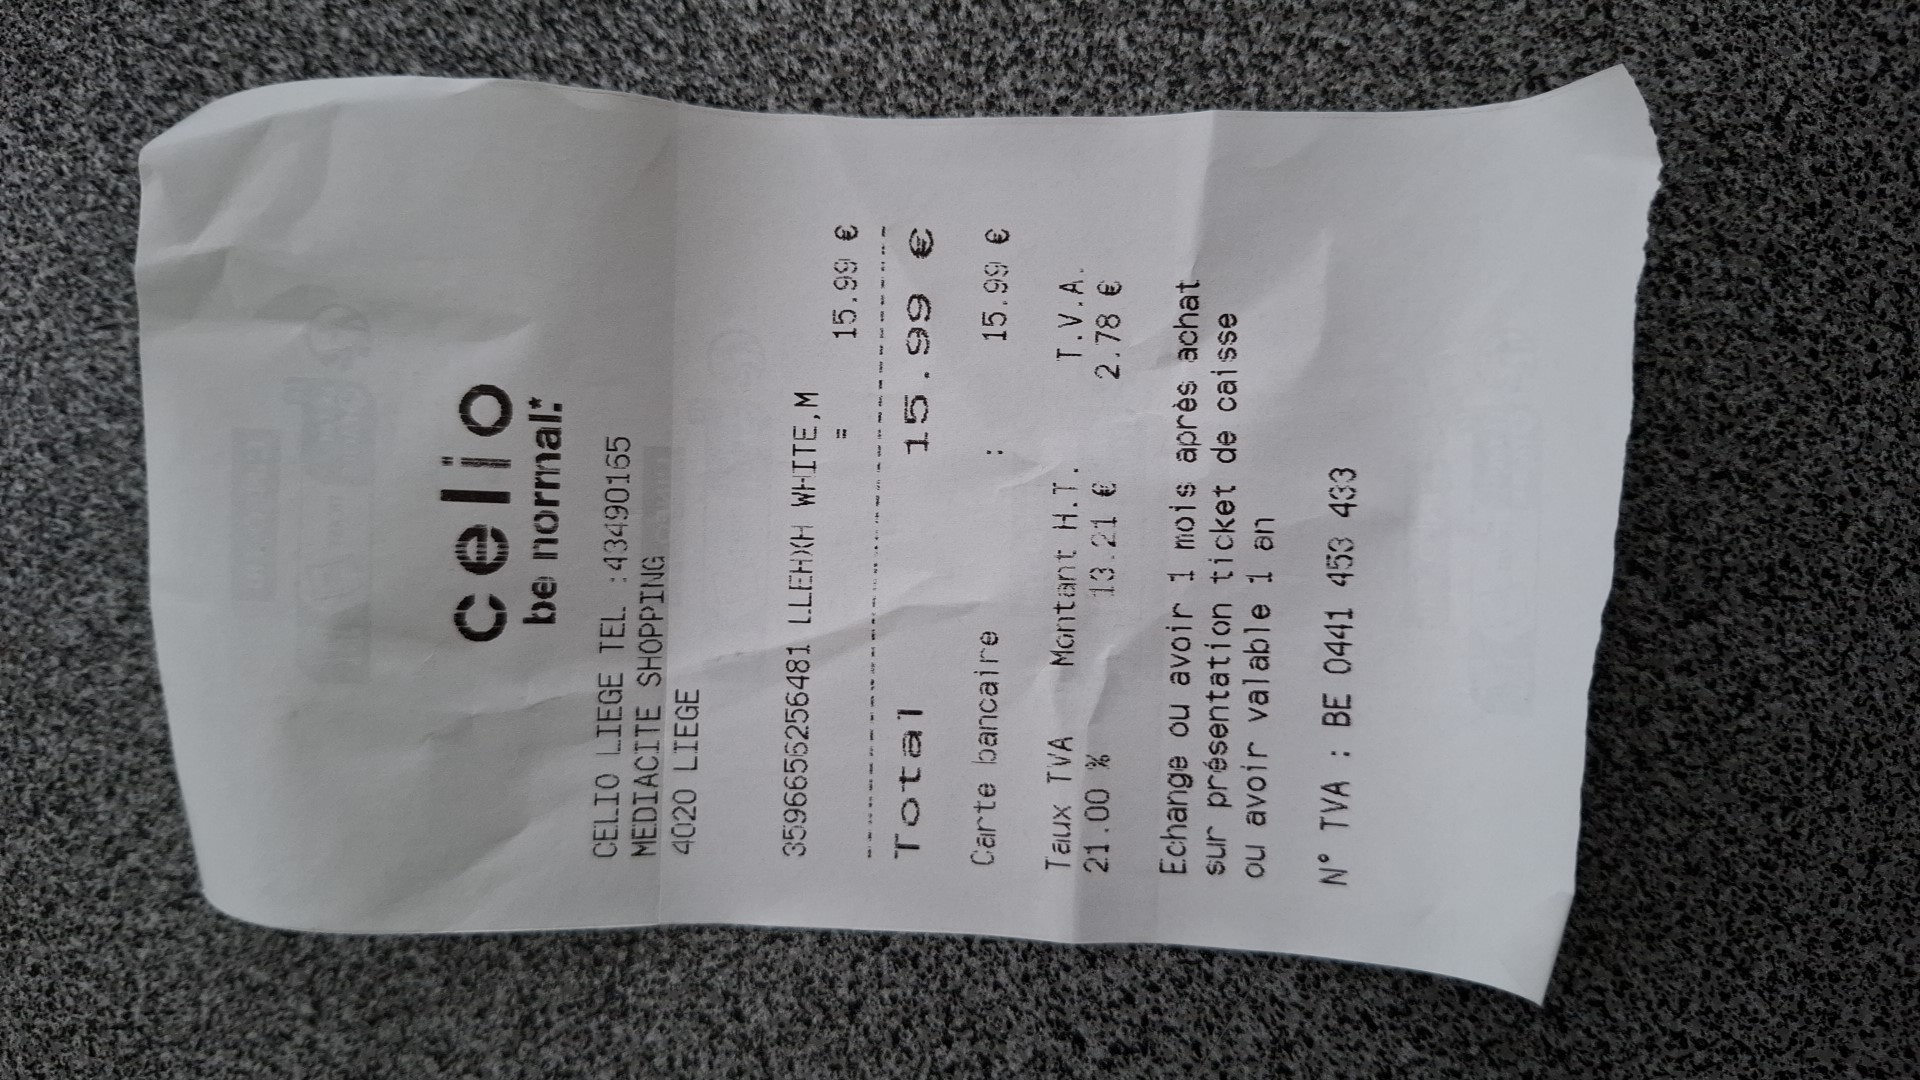 celio
be normal:*
CELIO LIEGE TEL :43490165
MEDIACITE SHOPPING
4020 LIEGE
3596655256481 LLEHXH WHITE,M
= 15.99 €
Total 15.99 €
Carte bancaire : 15.99 €
Taux TVA Montant H.T. T.V.A.
21.00 % 13.21 € 2.78 €
Echange ou avoir 1 mois après achat
sur présentation ticket de caisse
ou avoir valable 1 an
N° TVA : BE 0441 453 433